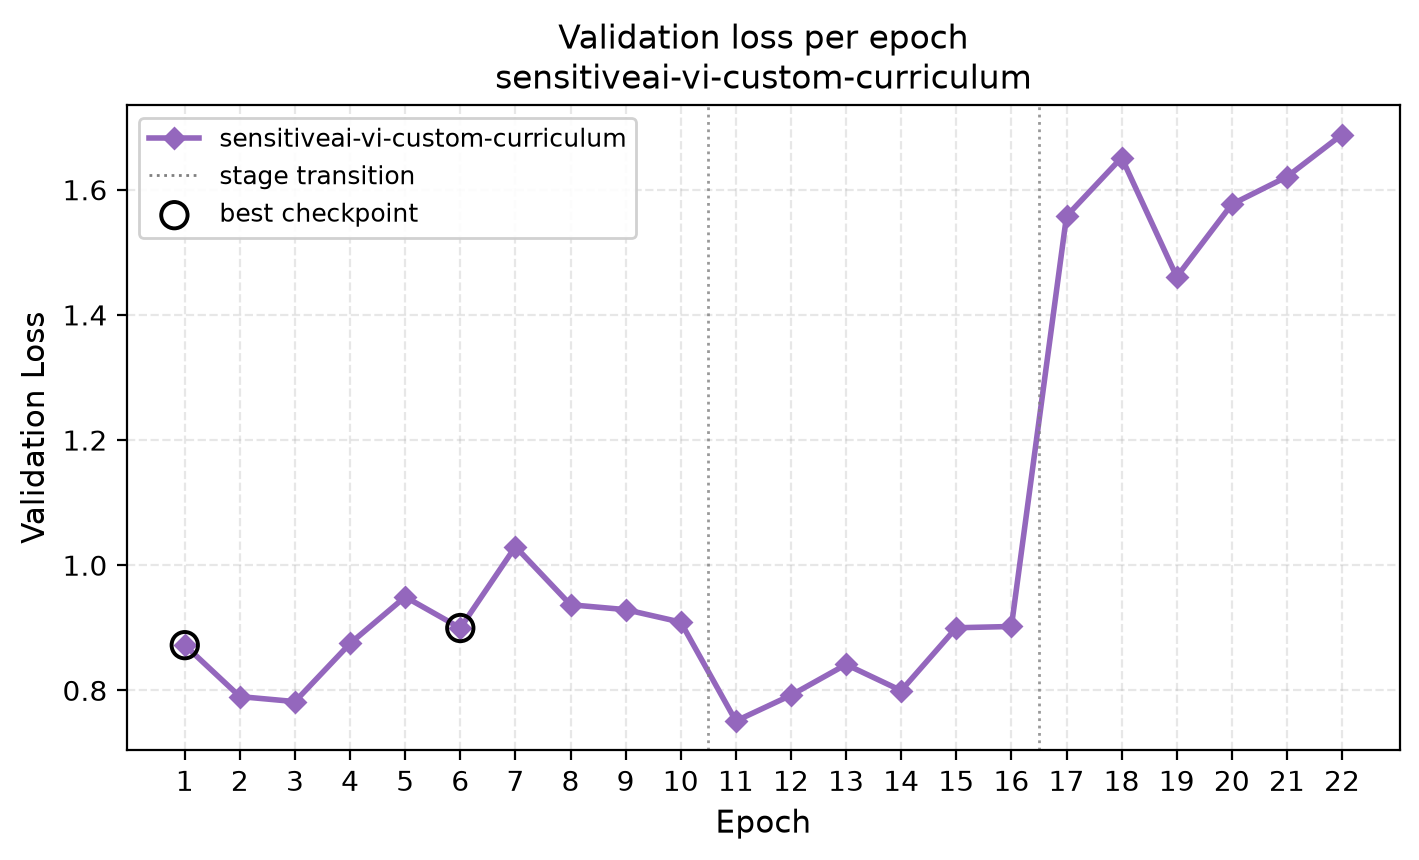 Validation loss per epoch
sensitiveai-vi-custom-curriculum
sensitiveai-vi-custom-curriculum
stage transition
best checkpoint
Validation Loss
1.6
1.4
1.2
1.0
0.8
1 2 3 4 5 6 7 8 9 10 11 12 13 14 15 16 17 18 19 20 21 22
Epoch